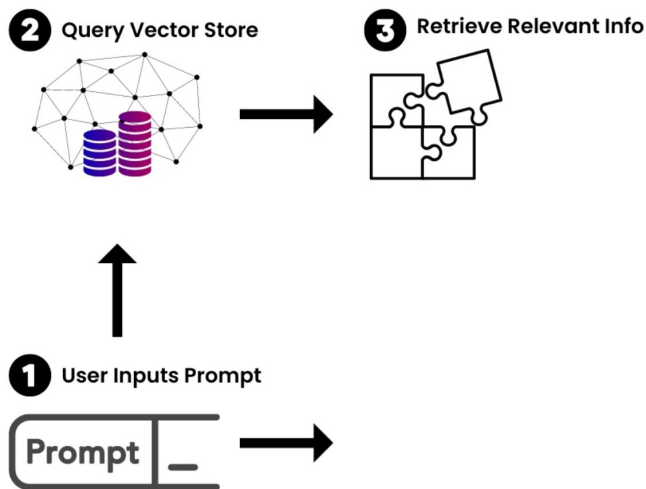 2 Query Vector Store
3 Retrieve Relevant Info
1 User Inputs Prompt
Prompt _